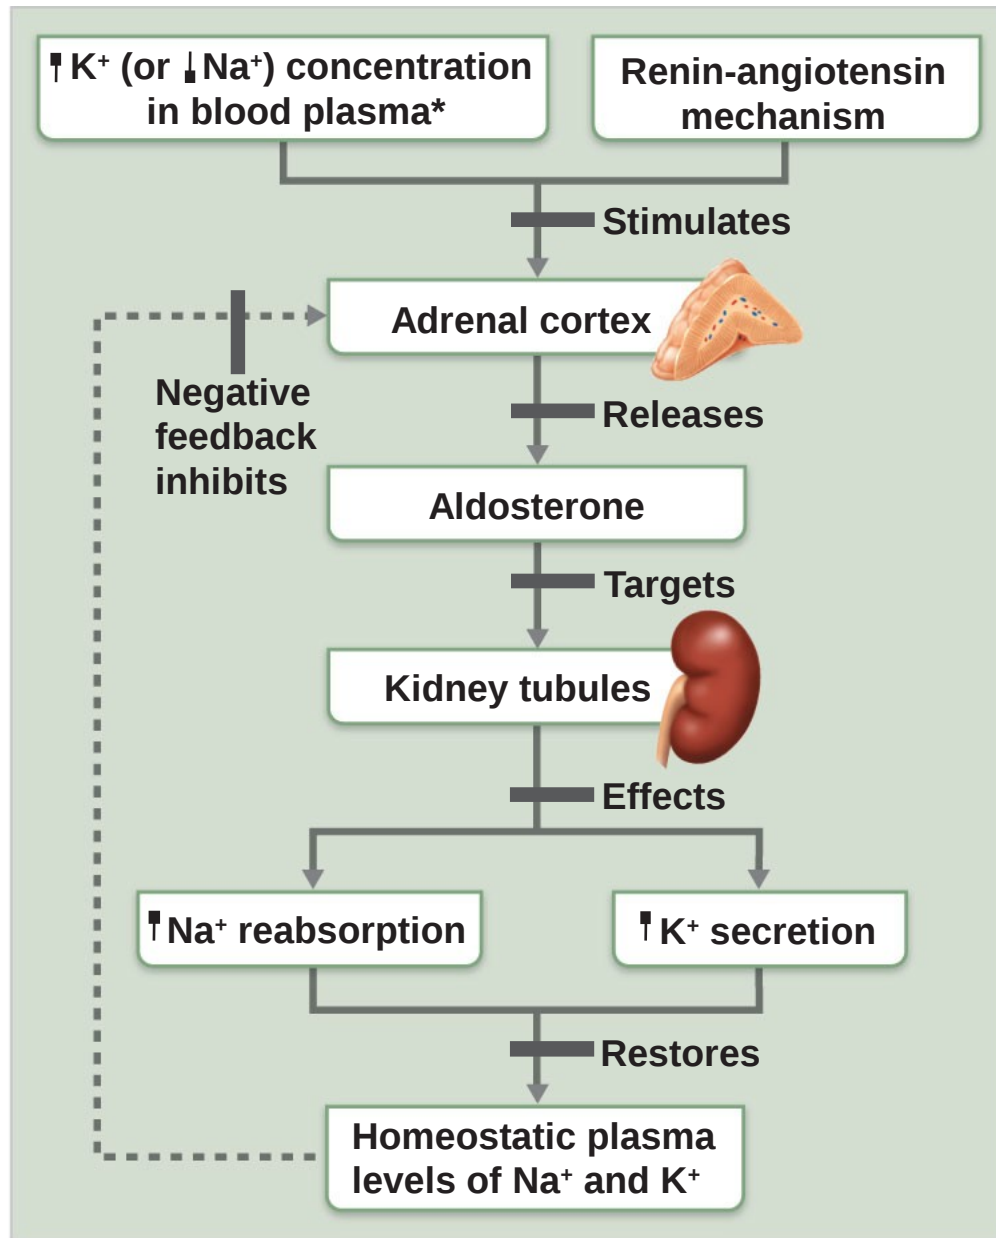 ↑K⁺ (or ↓Na⁺) concentration
in blood plasma*
Renin-angiotensin
mechanism
Stimulates
Adrenal cortex
Negative
feedback
inhibits
Releases
Aldosterone
Targets
Kidney tubules
Effects
↑Na⁺ reabsorption
↑K⁺ secretion
Restores
Homeostatic plasma
levels of Na⁺ and K⁺